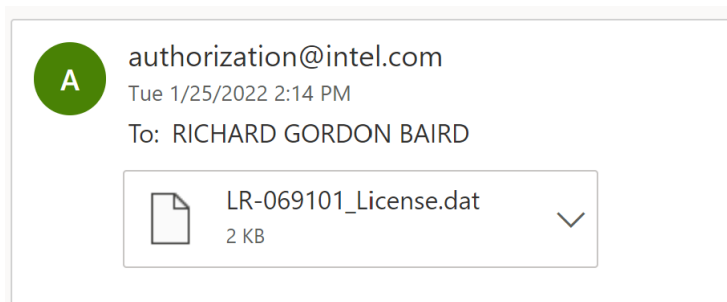 A
authorization@intel.com
Tue 1/25/2022 2:14 PM
To: RICHARD GORDON BAIRD
LR-069101_License.dat
2 KB